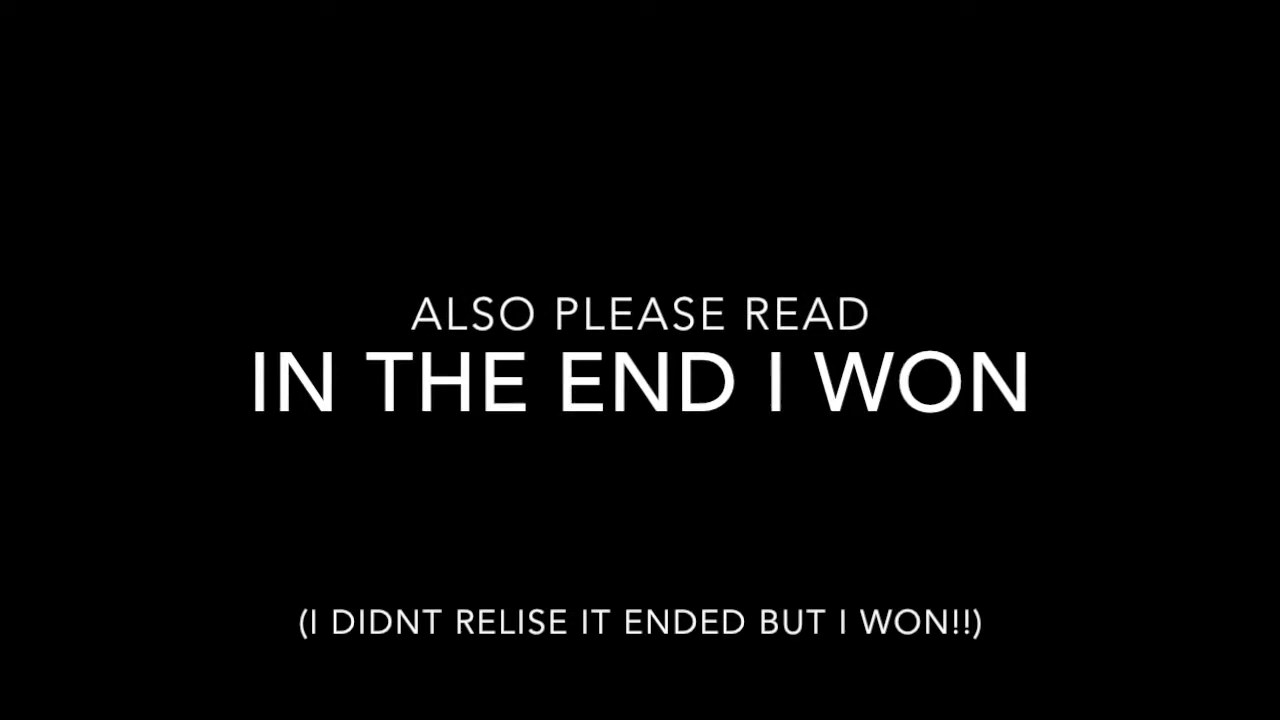 ALSO PLEASE READ
IN THE END I WON
(I DIDNT RELISE IT ENDED BUT I WON!!)